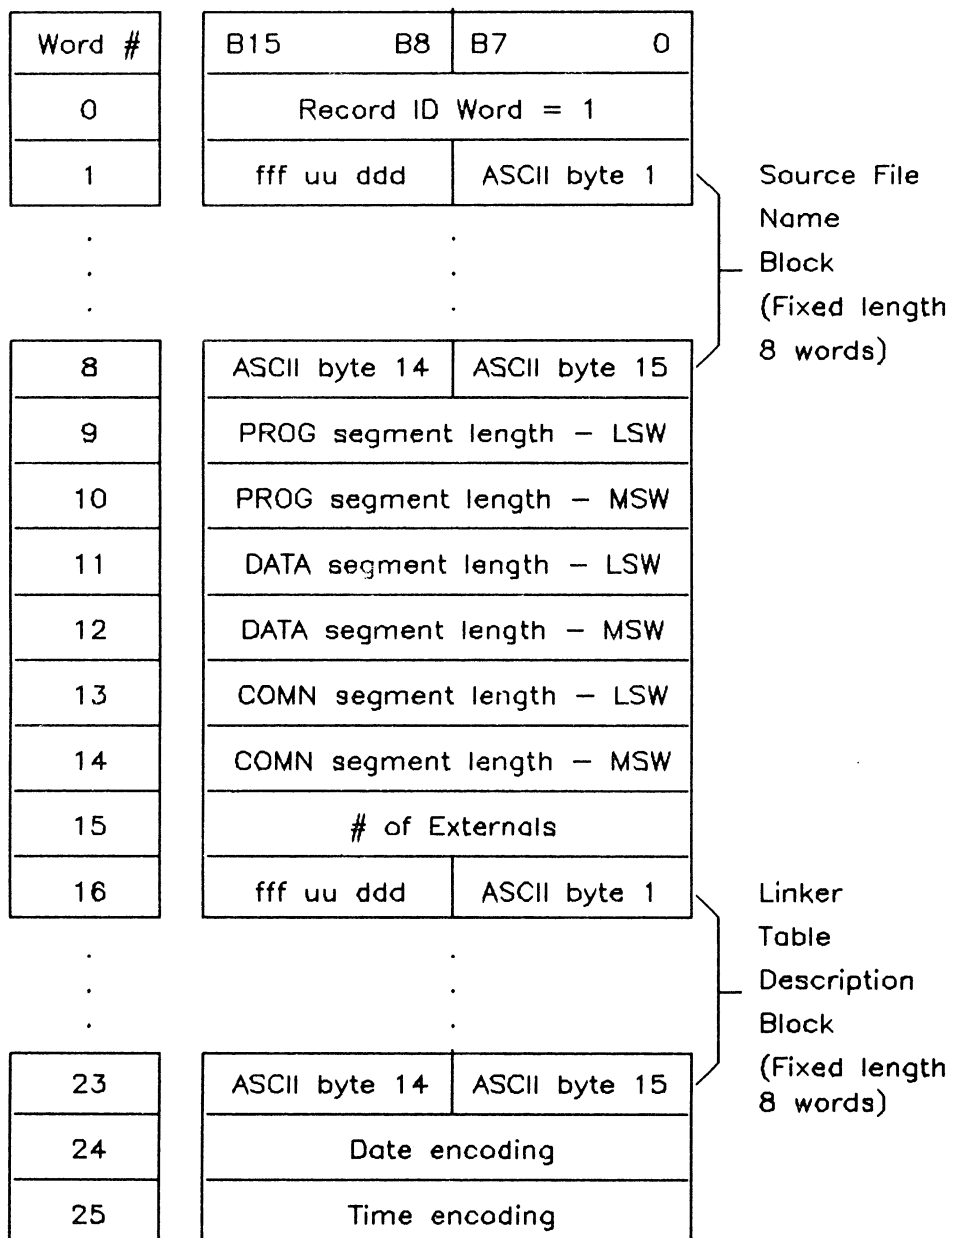 Word # B15 B8 B7 0
0 Record ID Word = 1
1 fff uu ddd ASCII byte 1 Source File
Name
. .
. . Block
. . (Fixed length
8 ASCII byte 14 ASCII byte 15 8 words)
9 PROG segment length — LSW
10 PROG segment length — MSW
11 DATA segment length — LSW
12 DATA segment length — MSW
13 COMN segment length — LSW
14 COMN segment length — MSW
15 # of Externals
16 fff uu ddd ASCII byte 1 Linker
Table
. .
. . Description
. . Block
23 ASCII byte 14 ASCII byte 15 (Fixed length
8 words)
24 Date encoding
25 Time encoding